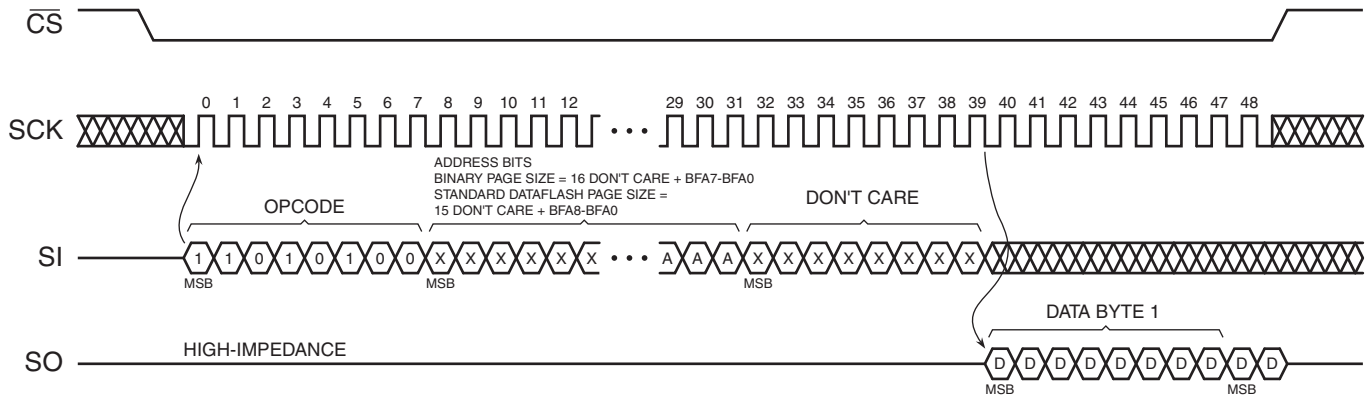 CS
0 1 2 3 4 5 6 7 8 9 10 11 12 29 30 31 32 33 34 35 36 37 38 39 40 41 42 43 44 45 46 47 48
SCK
ADDRESS BITS
BINARY PAGE SIZE = 16 DON'T CARE + BFA7-BFA0
STANDARD DATAFLASH PAGE SIZE =
15 DON'T CARE + BFA8-BFA0
OPCODE
DON'T CARE
SI
1 1 0 1 0 1 0 0 X X X X X X A A A X X X X X X X X
MSB MSB MSB
DATA BYTE 1
HIGH-IMPEDANCE
SO
D D D D D D D D D D
MSB MSB